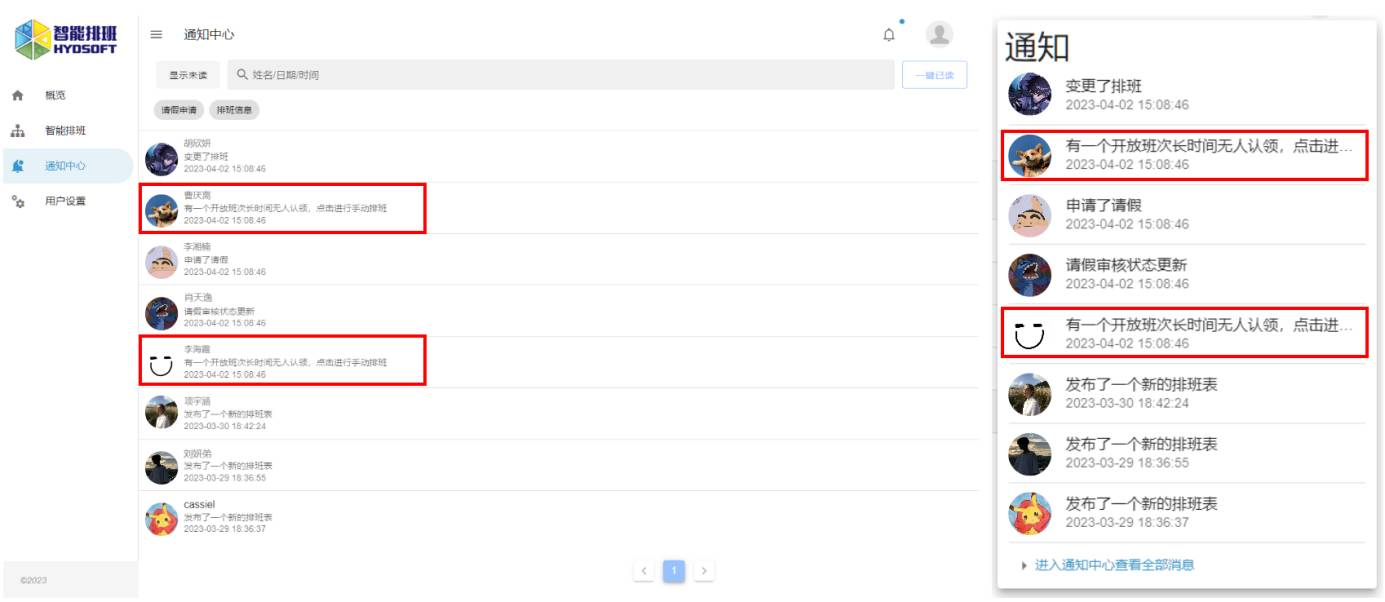 智能排班
HYDSOFT
通知中心
显示未读
姓名/日期/时间
一键已读
请假申请
排班信息
概览
智能排班
通知中心
用户设置
胡欣妍
变更了排班
2023-04-02 15:08:46
有一个开放班次长时间无人认领，点击进行手动排班
2023-04-02 15:08:46
李湘楠
申请了请假
2023-04-02 15:08:46
肖天逸
请假审核状态更新
2023-04-02 15:08:46
李海霞
有一个开放班次长时间无人认领，点击进行手动排班
2023-04-02 15:08:46
项宇涵
发布了一个新的排班表
2023-03-30 18:42:24
刘妍弟
发布了一个新的排班表
2023-03-29 18:36:55
cassiel
发布了一个新的排班表
2023-03-29 18:36:37
1
©2023
通知
变更了排班
2023-04-02 15:08:46
有一个开放班次长时间无人认领，点击进...
2023-04-02 15:08:46
申请了请假
2023-04-02 15:08:46
请假审核状态更新
2023-04-02 15:08:46
有一个开放班次长时间无人认领，点击进...
2023-04-02 15:08:46
发布了一个新的排班表
2023-03-30 18:42:24
发布了一个新的排班表
2023-03-29 18:36:55
发布了一个新的排班表
2023-03-29 18:36:37
进入通知中心查看全部消息